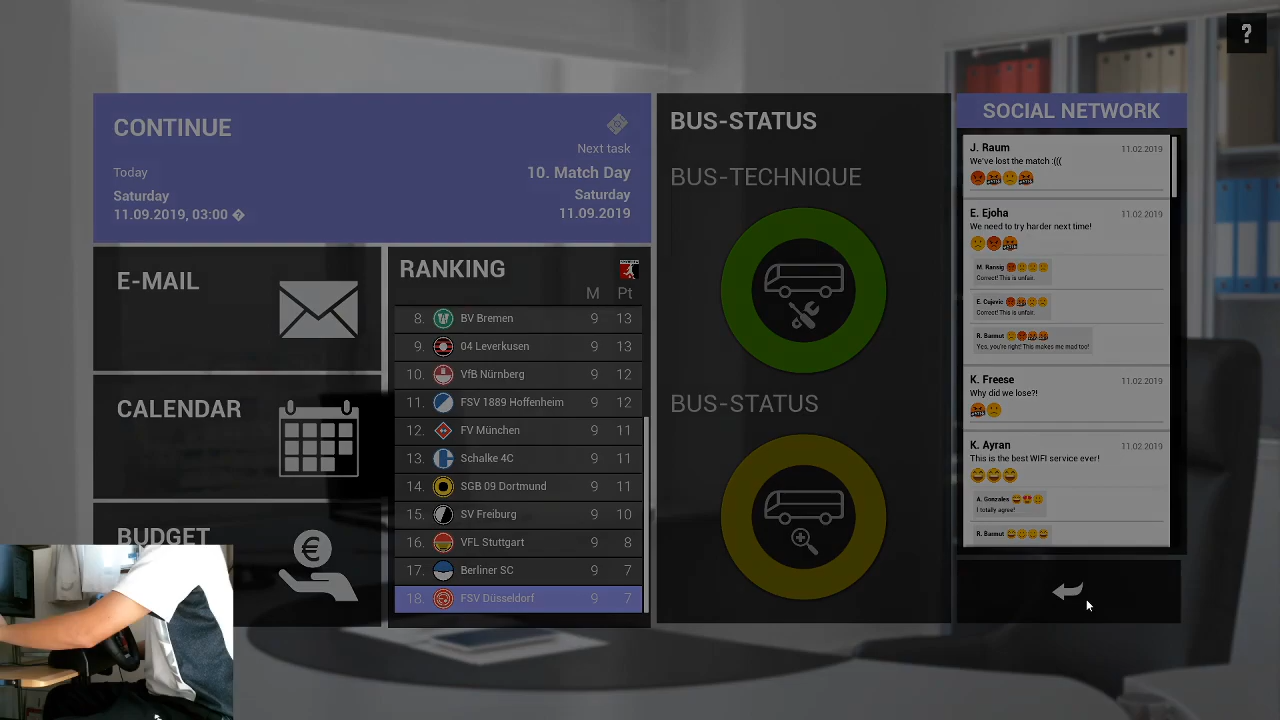 ?
CONTINUE
Next task
Today
10. Match Day
Saturday
Saturday
11.09.2019, 03:00 �
11.09.2019
E-MAIL
CALENDAR
BUDGET
RANKING
M Pt
8. BV Bremen 9 13
9. 04 Leverkusen 9 13
10. VfB Nürnberg 9 12
11. FSV 1889 Hoffenheim 9 12
12. FV München 9 11
13. Schalke 4C 9 11
14. SGB 09 Dortmund 9 11
15. SV Freiburg 9 10
16. VFL Stuttgart 9 8
17. Berliner SC 9 7
18. FSV Düsseldorf 9 7
BUS-STATUS
BUS-TECHNIQUE
BUS-STATUS
SOCIAL NETWORK
J. Raum 11.02.2019
We've lost the match :(((
E. Ejoha 11.02.2019
We need to try harder next time!
M. Ransig
Correct! This is unfair.
E. Cujevic
Correct! This is unfair.
R. Barmut
Yes, you're right! This makes me mad too!
K. Freese 11.02.2019
Why did we lose?!
K. Ayran 11.02.2019
This is the best WIFI service ever!
A. Gonzales
I totally agree!
R. Barmut